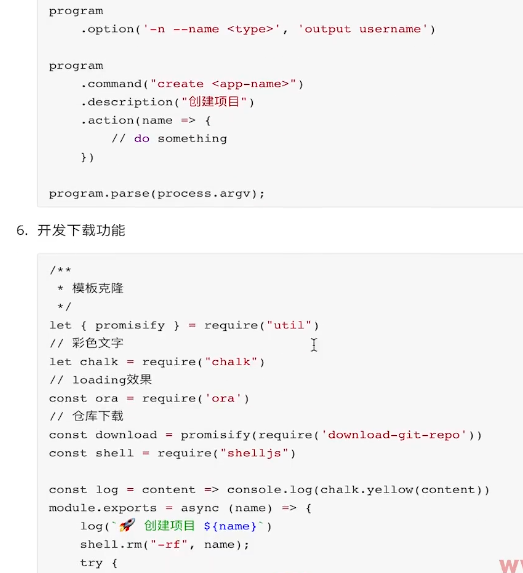 program
    .option('-n --name <type>', 'output username')
program
    .command("create <app-name>")
    .description("创建项目")
    .action(name => {
        // do something
    })
program.parse(process.argv);
6. 开发下载功能
/**
 * 模板克隆
 */
let { promisify } = require("util")
// 彩色文字
let chalk = require("chalk")
// loading效果
const ora = require('ora')
// 仓库下载
const download = promisify(require('download-git-repo'))
const shell = require("shelljs")
const log = content => console.log(chalk.yellow(content))
module.exports = async (name) => {
    log(`🚀 创建项目 ${name}`)
    shell.rm("-rf", name);
    try {